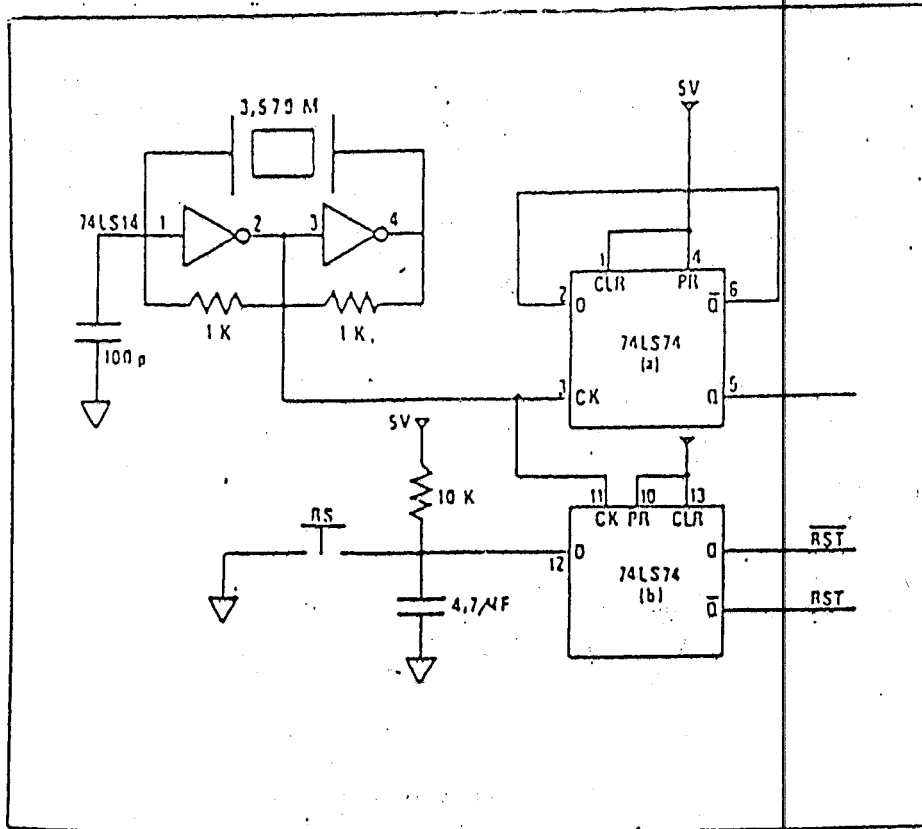 3,579 M
5V
74LS14 1 2 3 4
1 K 1 K
100p
1 4
CLR PR
2 D Q 6
74LS74
(a)
3 CK Q 5
5V
10 K
RS
11 10 13
CK PR CLR
12 D Q RST
74LS74
(b)
Q RST
4,7µF